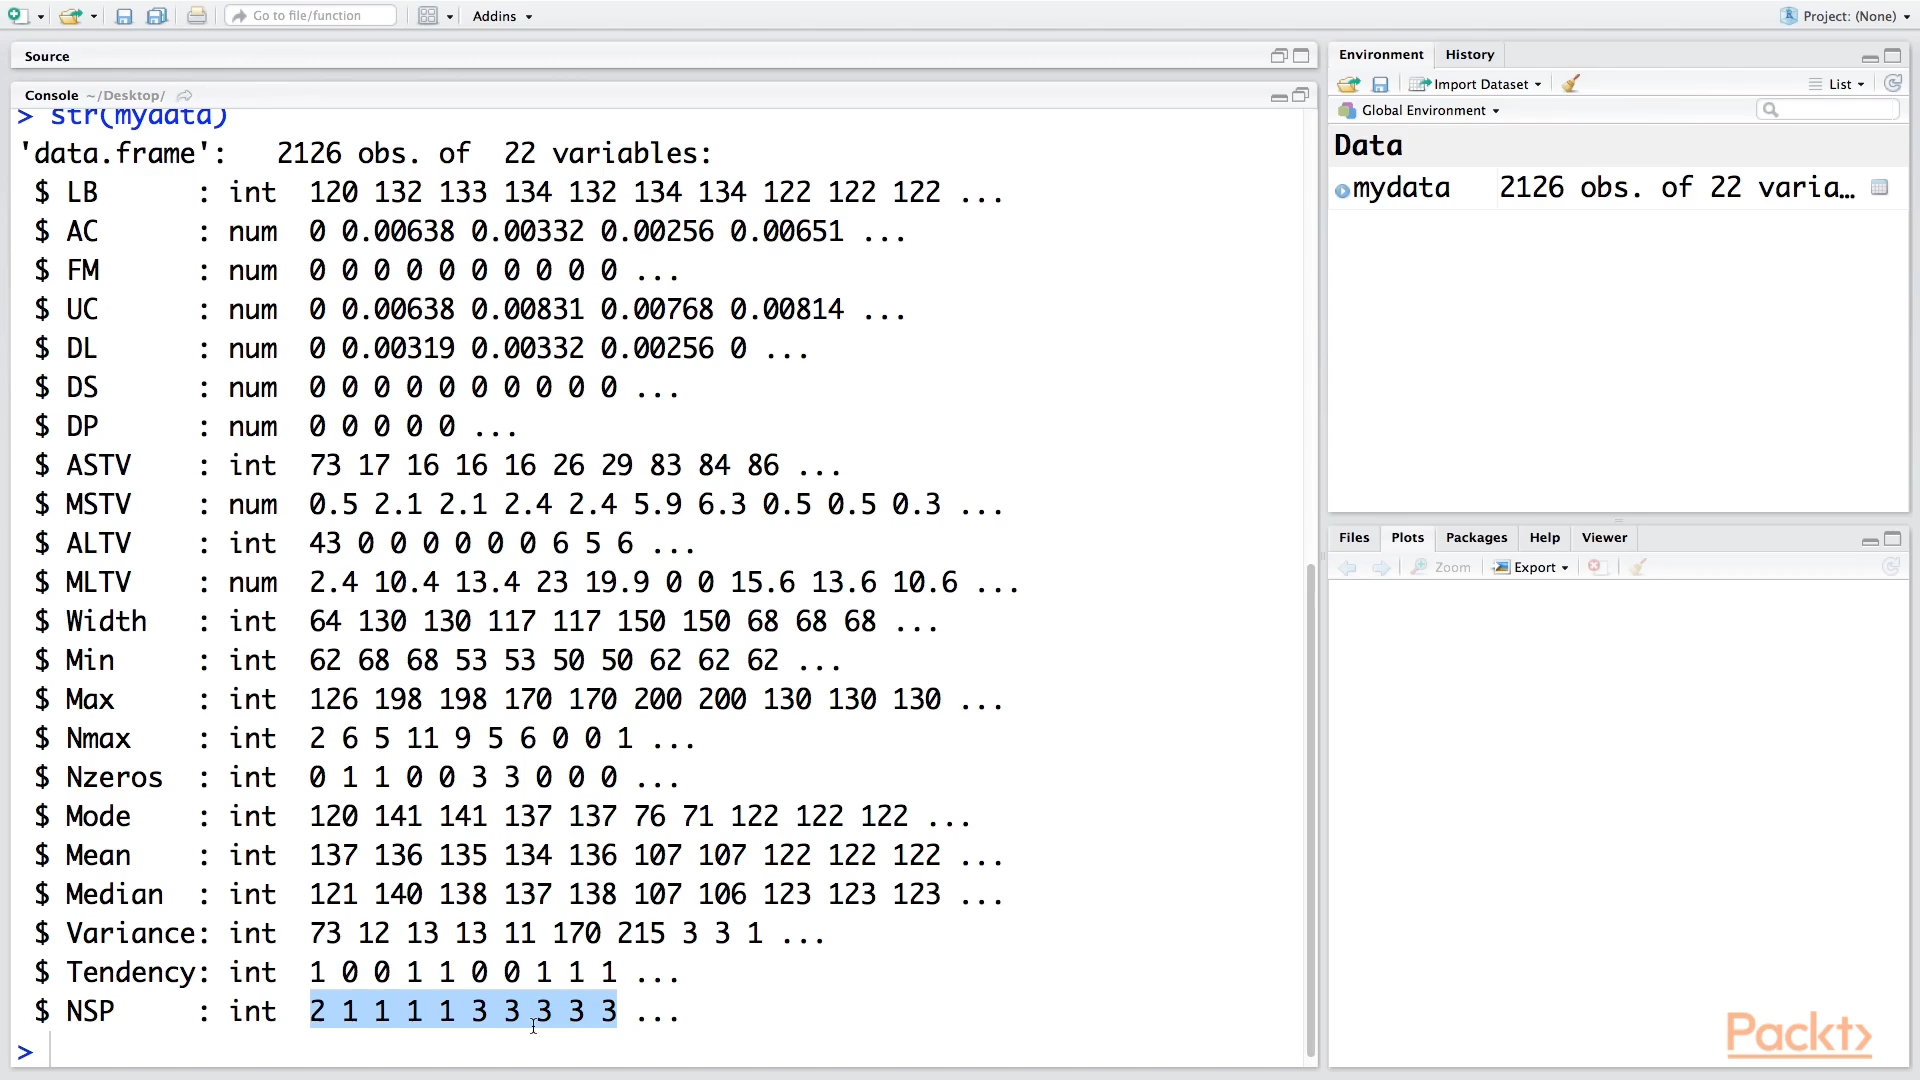 Go to file/function
Addins
Project: (None)
Source
Console ~/Desktop/
> str(mydata)
'data.frame':   2126 obs. of  22 variables:
 $ LB      : int  120 132 133 134 132 134 134 122 122 122 ...
 $ AC      : num  0 0.00638 0.00332 0.00256 0.00651 ...
 $ FM      : num  0 0 0 0 0 0 0 0 0 0 ...
 $ UC      : num  0 0.00638 0.00831 0.00768 0.00814 ...
 $ DL      : num  0 0.00319 0.00332 0.00256 0 ...
 $ DS      : num  0 0 0 0 0 0 0 0 0 0 ...
 $ DP      : num  0 0 0 0 0 ...
 $ ASTV    : int  73 17 16 16 16 26 29 83 84 86 ...
 $ MSTV    : num  0.5 2.1 2.1 2.4 2.4 5.9 6.3 0.5 0.5 0.3 ...
 $ ALTV    : int  43 0 0 0 0 0 0 6 5 6 ...
 $ MLTV    : num  2.4 10.4 13.4 23 19.9 0 0 15.6 13.6 10.6 ...
 $ Width   : int  64 130 130 117 117 150 150 68 68 68 ...
 $ Min     : int  62 68 68 53 53 50 50 62 62 62 ...
 $ Max     : int  126 198 198 170 170 200 200 130 130 130 ...
 $ Nmax    : int  2 6 5 11 9 5 6 0 0 1 ...
 $ Nzeros  : int  0 1 1 0 0 3 3 0 0 0 ...
 $ Mode    : int  120 141 141 137 137 76 71 122 122 122 ...
 $ Mean    : int  137 136 135 134 136 107 107 122 122 122 ...
 $ Median  : int  121 140 138 137 138 107 106 123 123 123 ...
 $ Variance: int  73 12 13 13 11 170 215 3 3 1 ...
 $ Tendency: int  1 0 0 1 1 0 0 1 1 1 ...
 $ NSP     : int  2 1 1 1 1 3 3 3 3 3 ...
>
Environment History
Import Dataset List
Global Environment
Data
mydata 2126 obs. of 22 varia...
Files Plots Packages Help Viewer
Zoom Export
Packt>